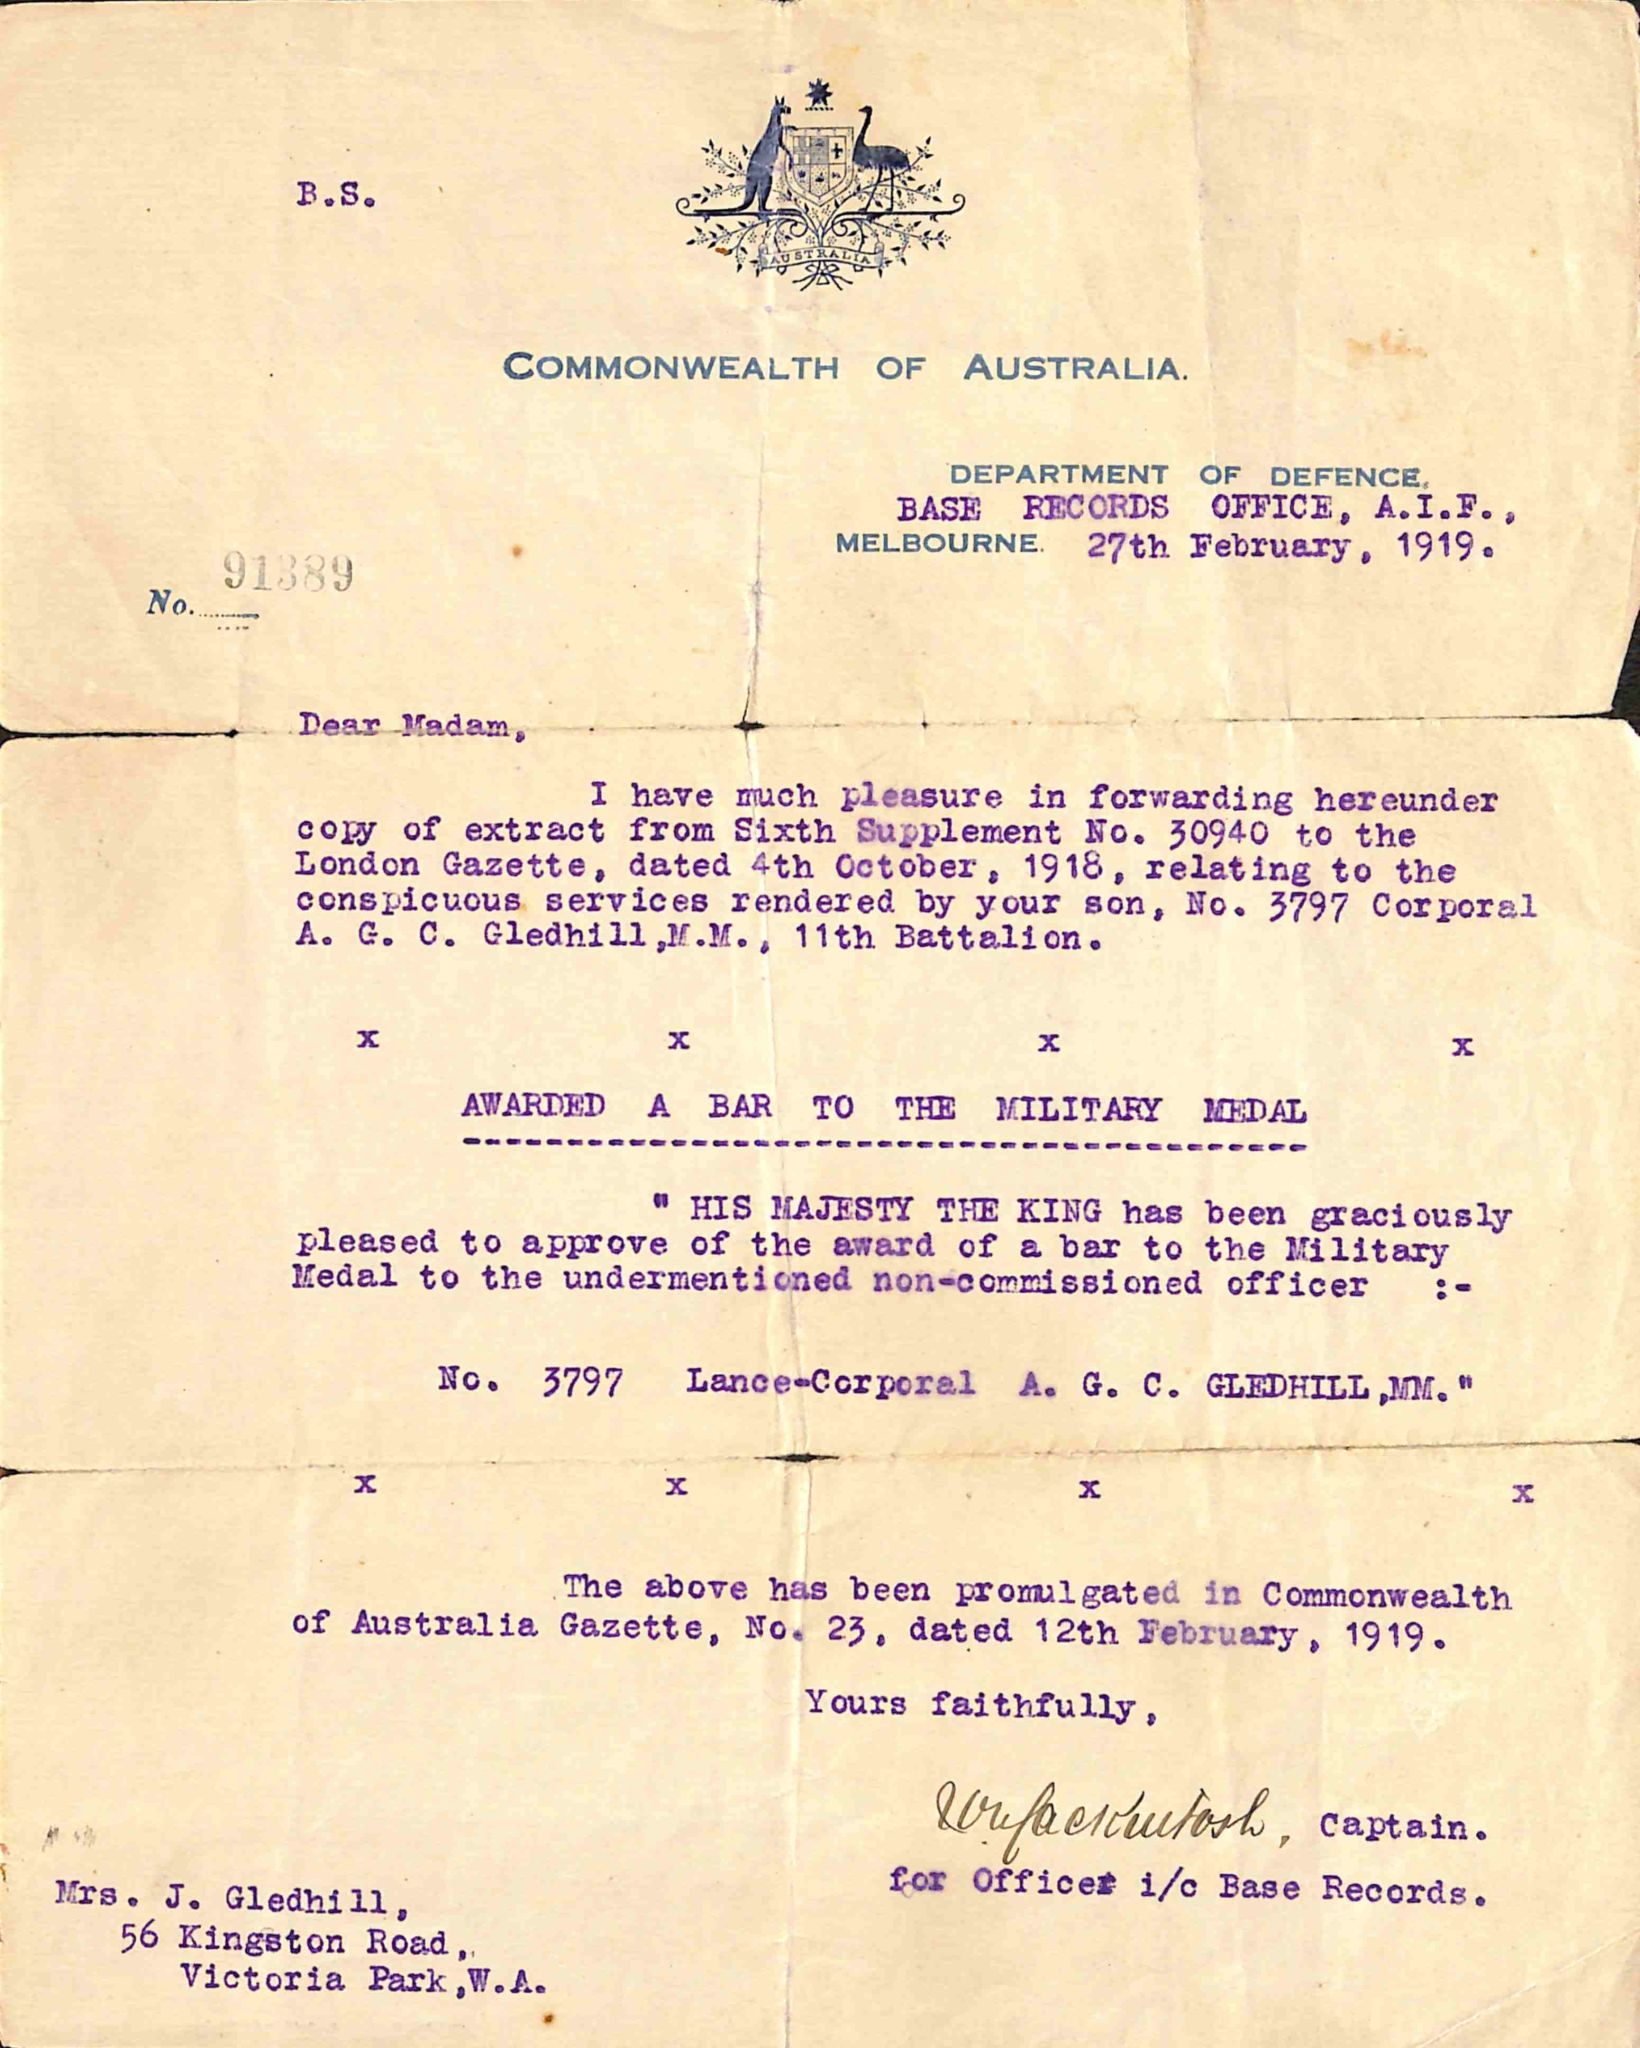 B.S.
AUSTRALIA
COMMONWEALTH OF AUSTRALIA.
DEPARTMENT OF DEFENCE,
BASE RECORDS OFFICE, A.I.F.,
MELBOURNE. 27th February, 1919.
91389
No.
Dear Madam,
I have much pleasure in forwarding hereunder
copy of extract from Sixth Supplement No. 30940 to the
London Gazette, dated 4th October, 1918, relating to the
conspicuous services rendered by your son, No. 3797 Corporal
A. G. C. Gledhill,M.M., 11th Battalion.
x x x x
AWARDED A BAR TO THE MILITARY MEDAL
" HIS MAJESTY THE KING has been graciously
pleased to approve of the award of a bar to the Military
Medal to the undermentioned non-commissioned officer :-
No. 3797 Lance-Corporal A. G. C. GLEDHILL,MM."
x x x x
The above has been promulgated in Commonwealth
of Australia Gazette, No. 23, dated 12th February, 1919.
Yours faithfully,
Mackintosh, Captain.
for Officer i/c Base Records.
Mrs. J. Gledhill,
56 Kingston Road,
Victoria Park,W.A.